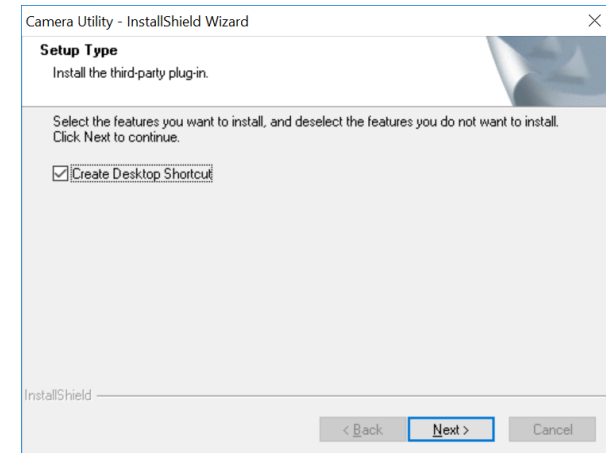 Camera Utility - InstallShield Wizard
Setup Type
Install the third-party plug-in.
Select the features you want to install, and deselect the features you do not want to install.
Click Next to continue.
Create Desktop Shortcut
InstallShield
< Back
Next >
Cancel